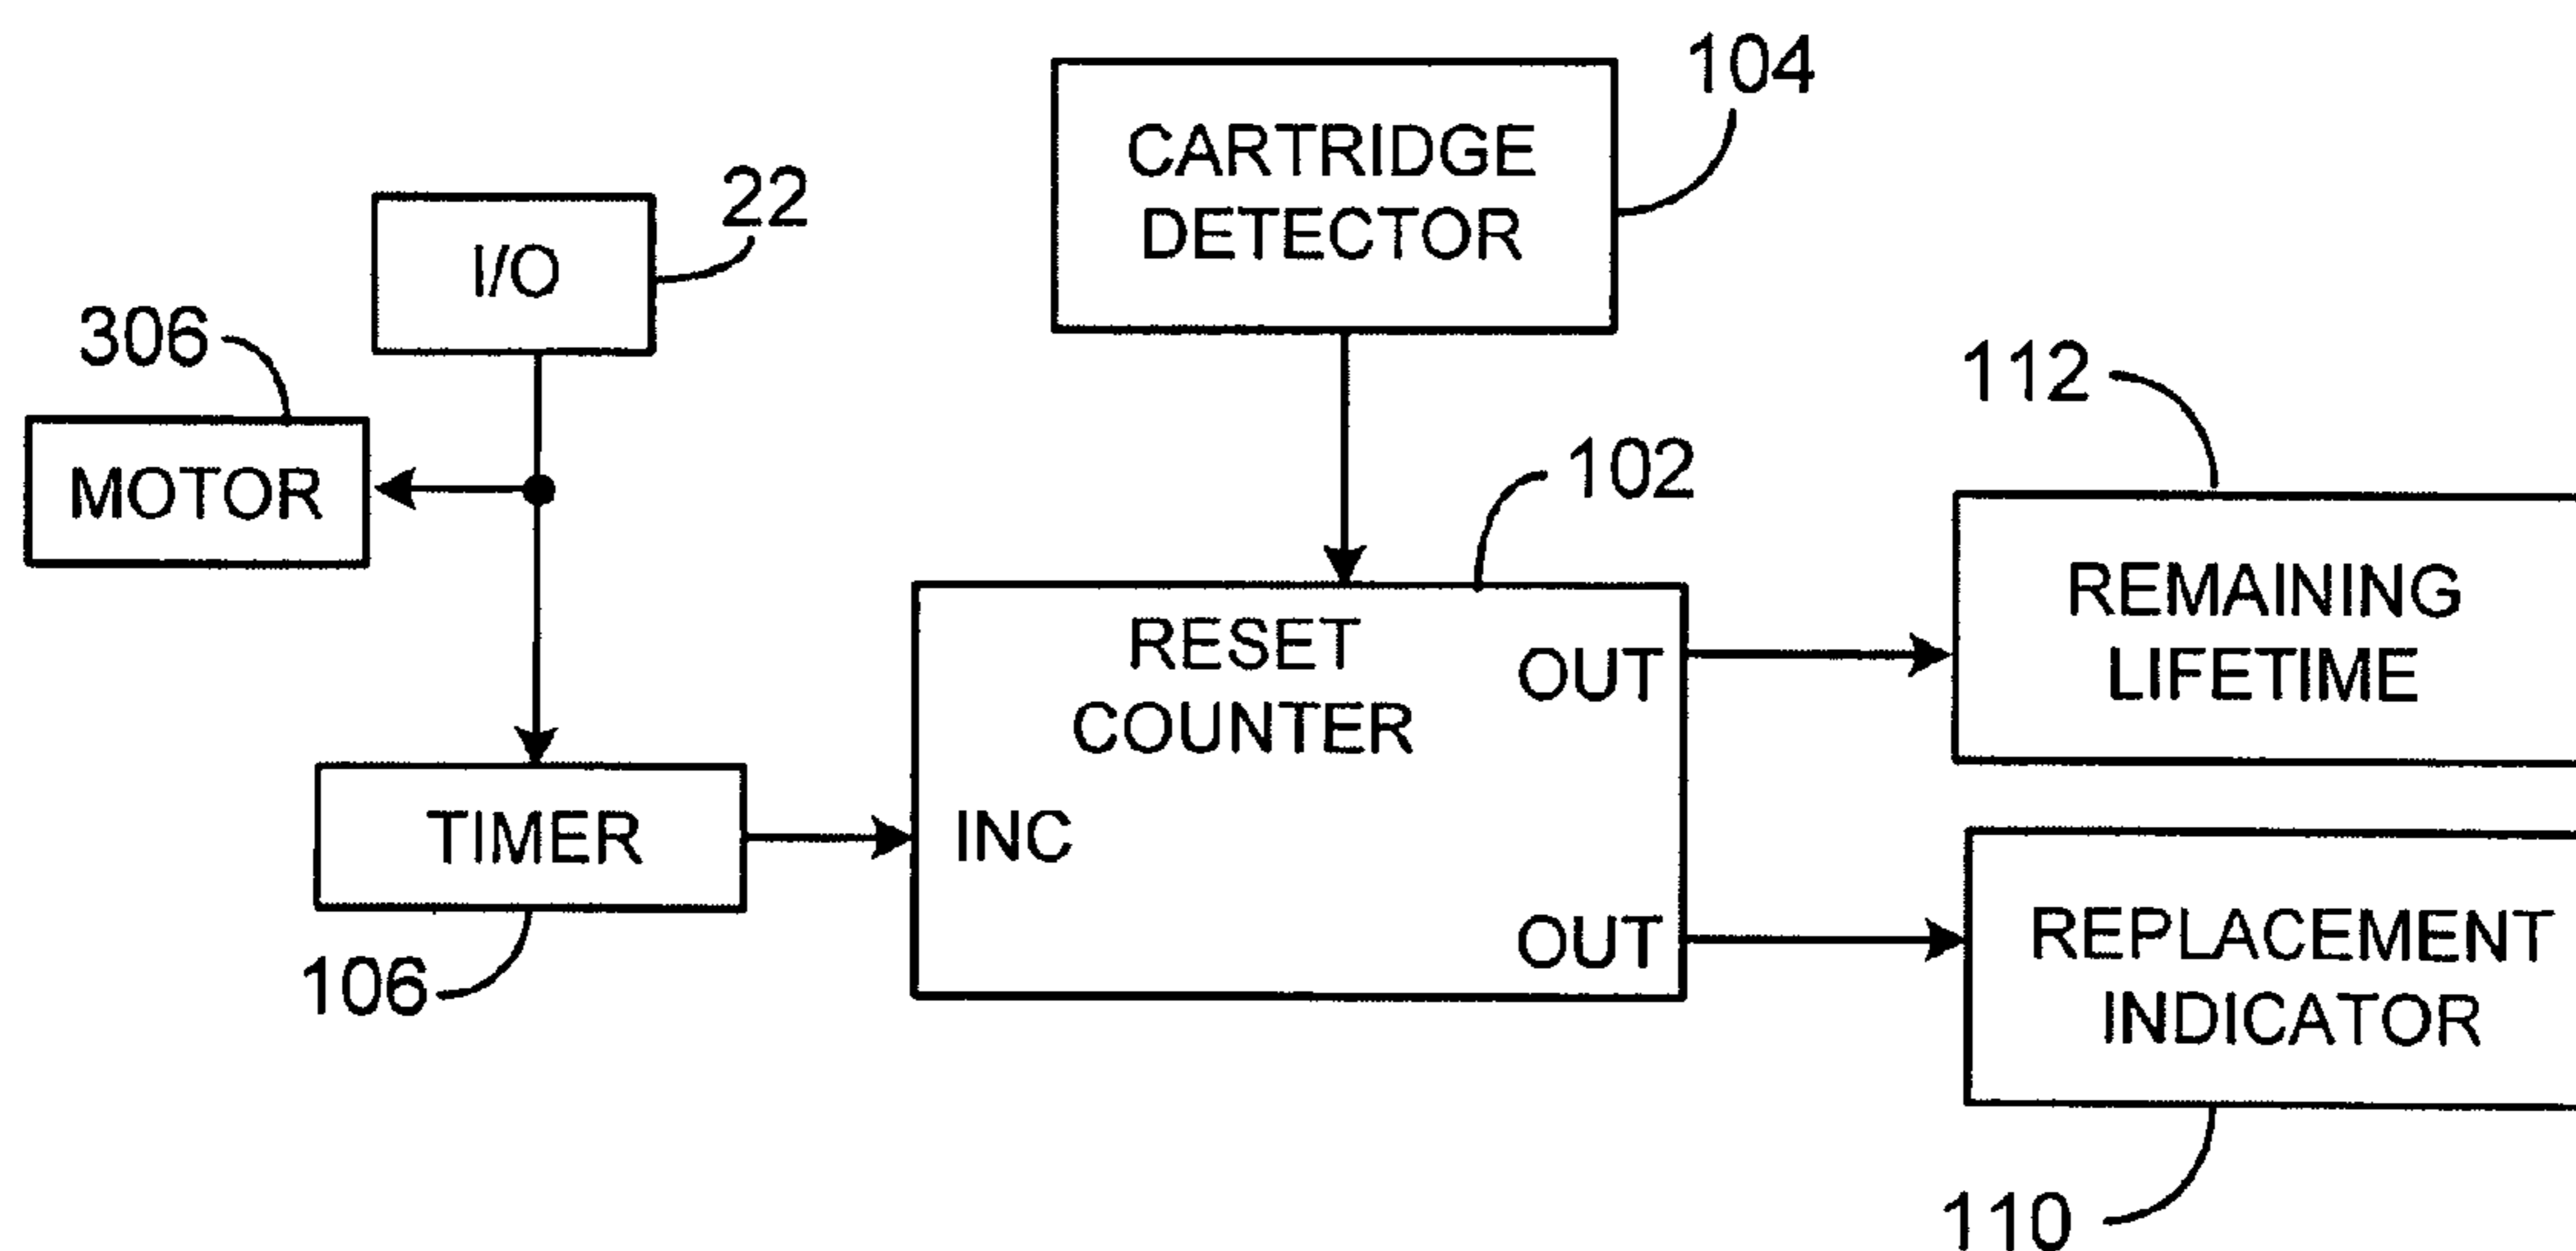 104
CARTRIDGE
DETECTOR
22
I/O
306
MOTOR
112
102
REMAINING
LIFETIME
RESET
COUNTER
OUT
TIMER
INC
106
OUT
REPLACEMENT
INDICATOR
110